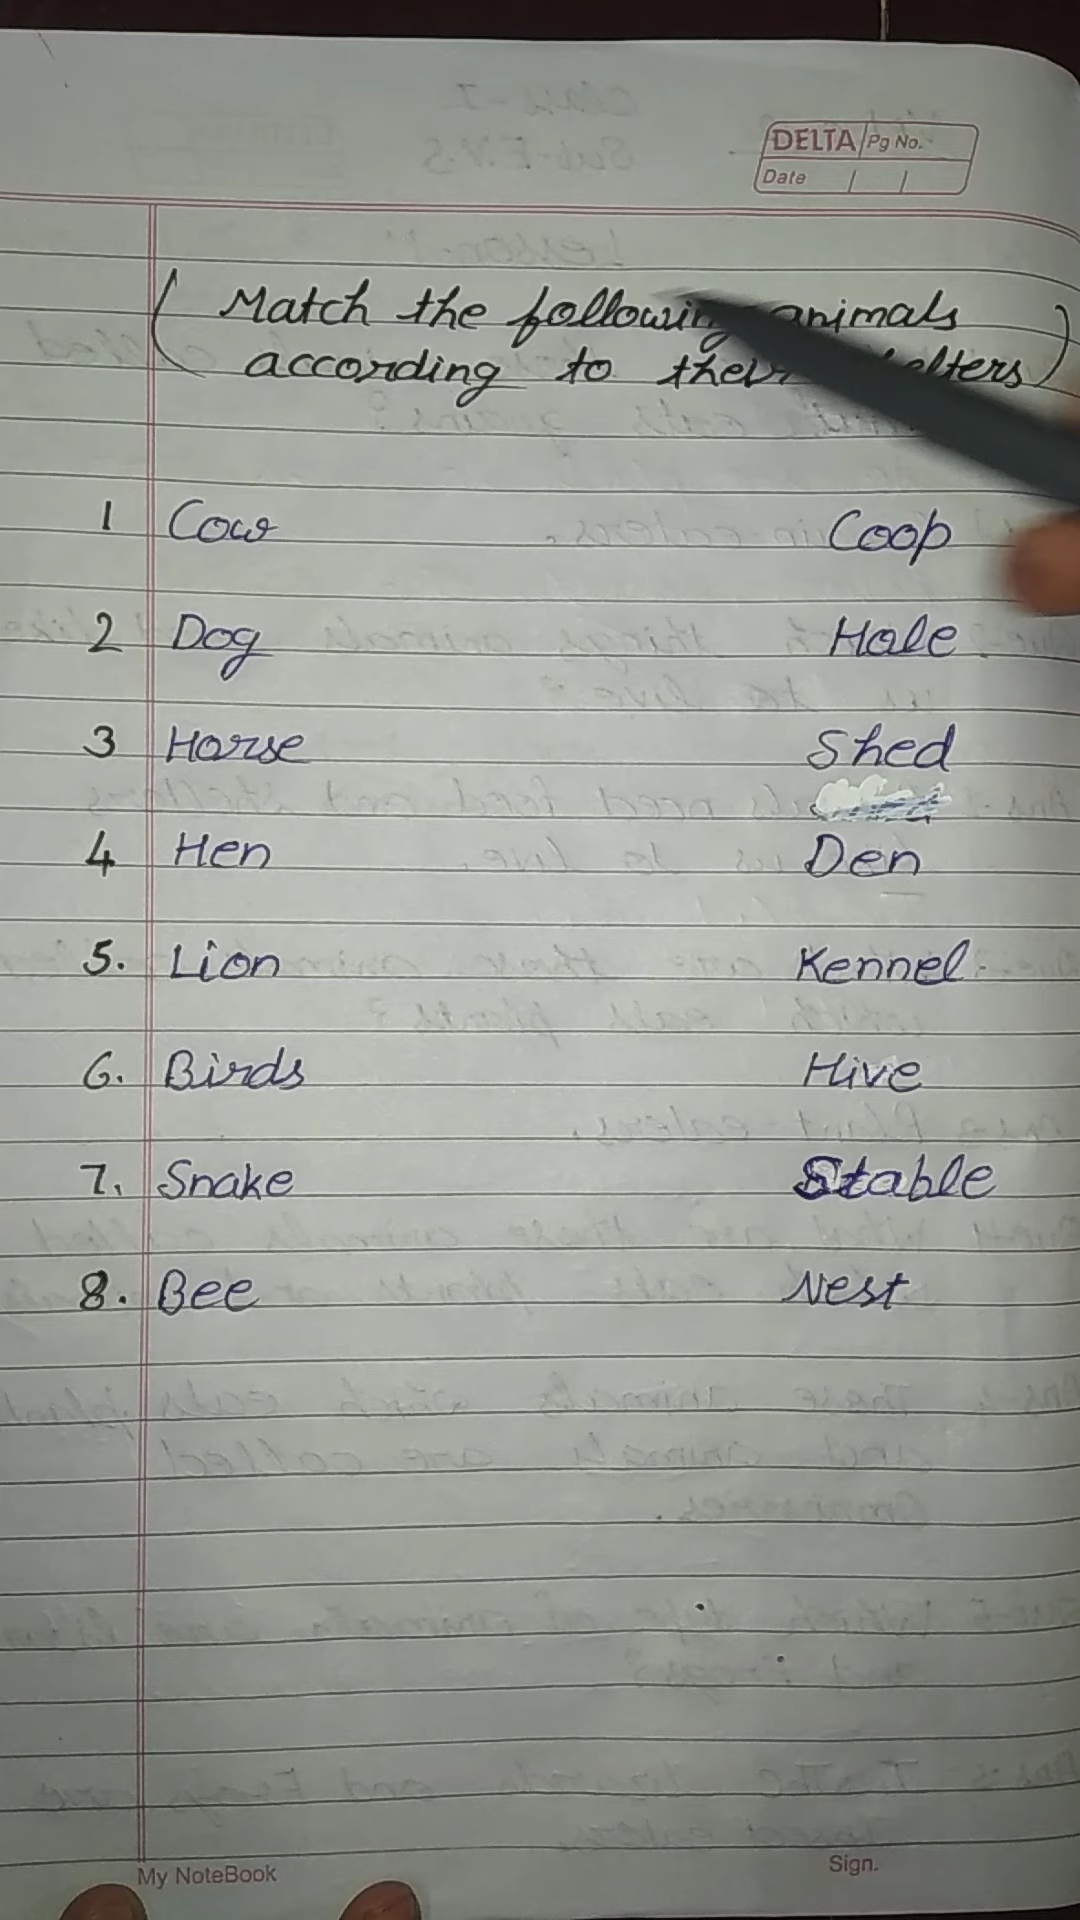 DELTA Pg No.
Date / /
( Match the following animals
according to their shelters )
1 Cow Coop
2 Dog Hole
3 Horse Shed
4 Hen Den
5. Lion Kennel
6. Birds Hive
7. Snake Stable
8. Bee Nest
My NoteBook Sign.